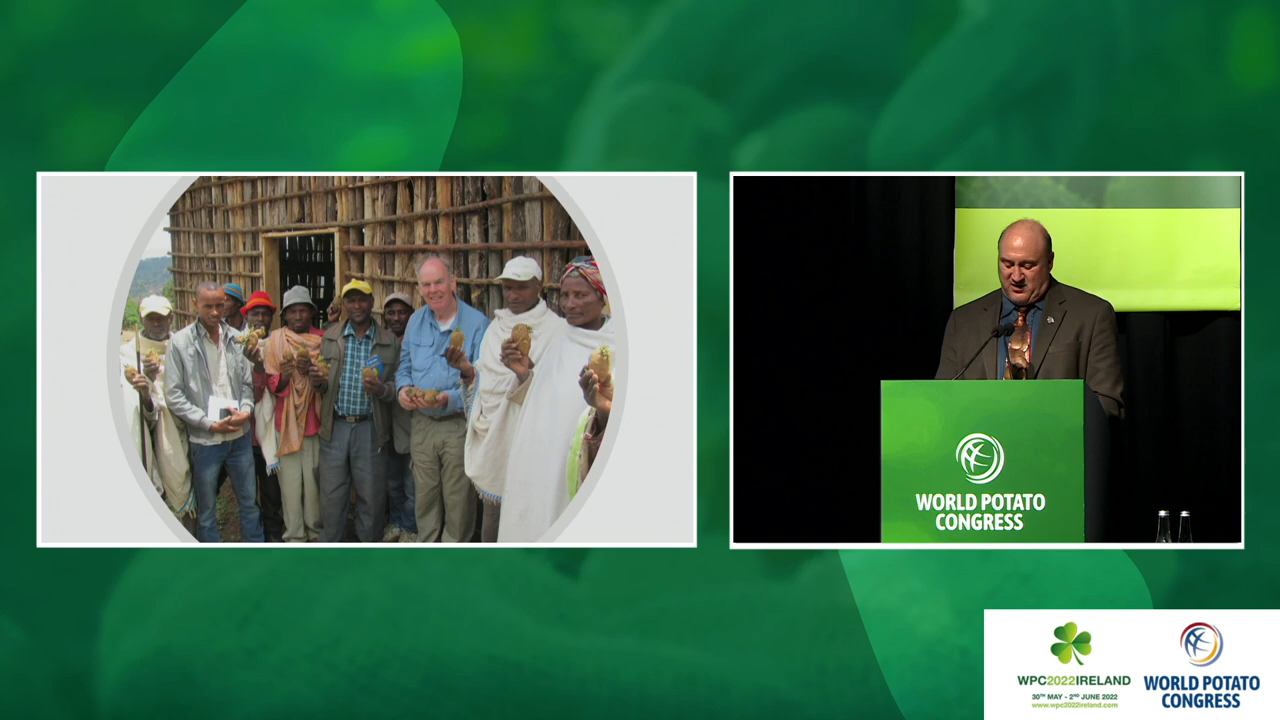 WORLD POTATO
CONGRESS
WPC2022IRELAND
30TH MAY - 2ND JUNE 2022
www.wpc2022ireland.com
WORLD POTATO
CONGRESS